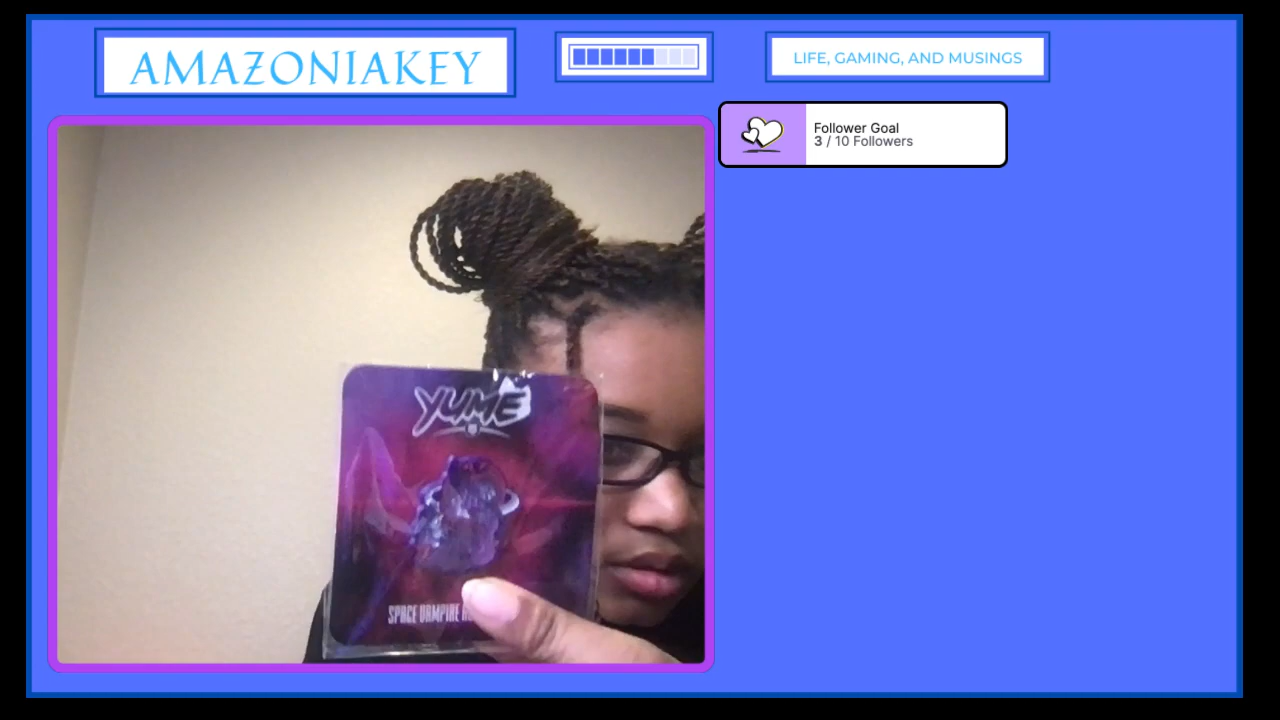 AMAZONIAKEY
LIFE, GAMING, AND MUSINGS
Follower Goal
3 / 10 Followers
YUME
SPACE VAMPIRE